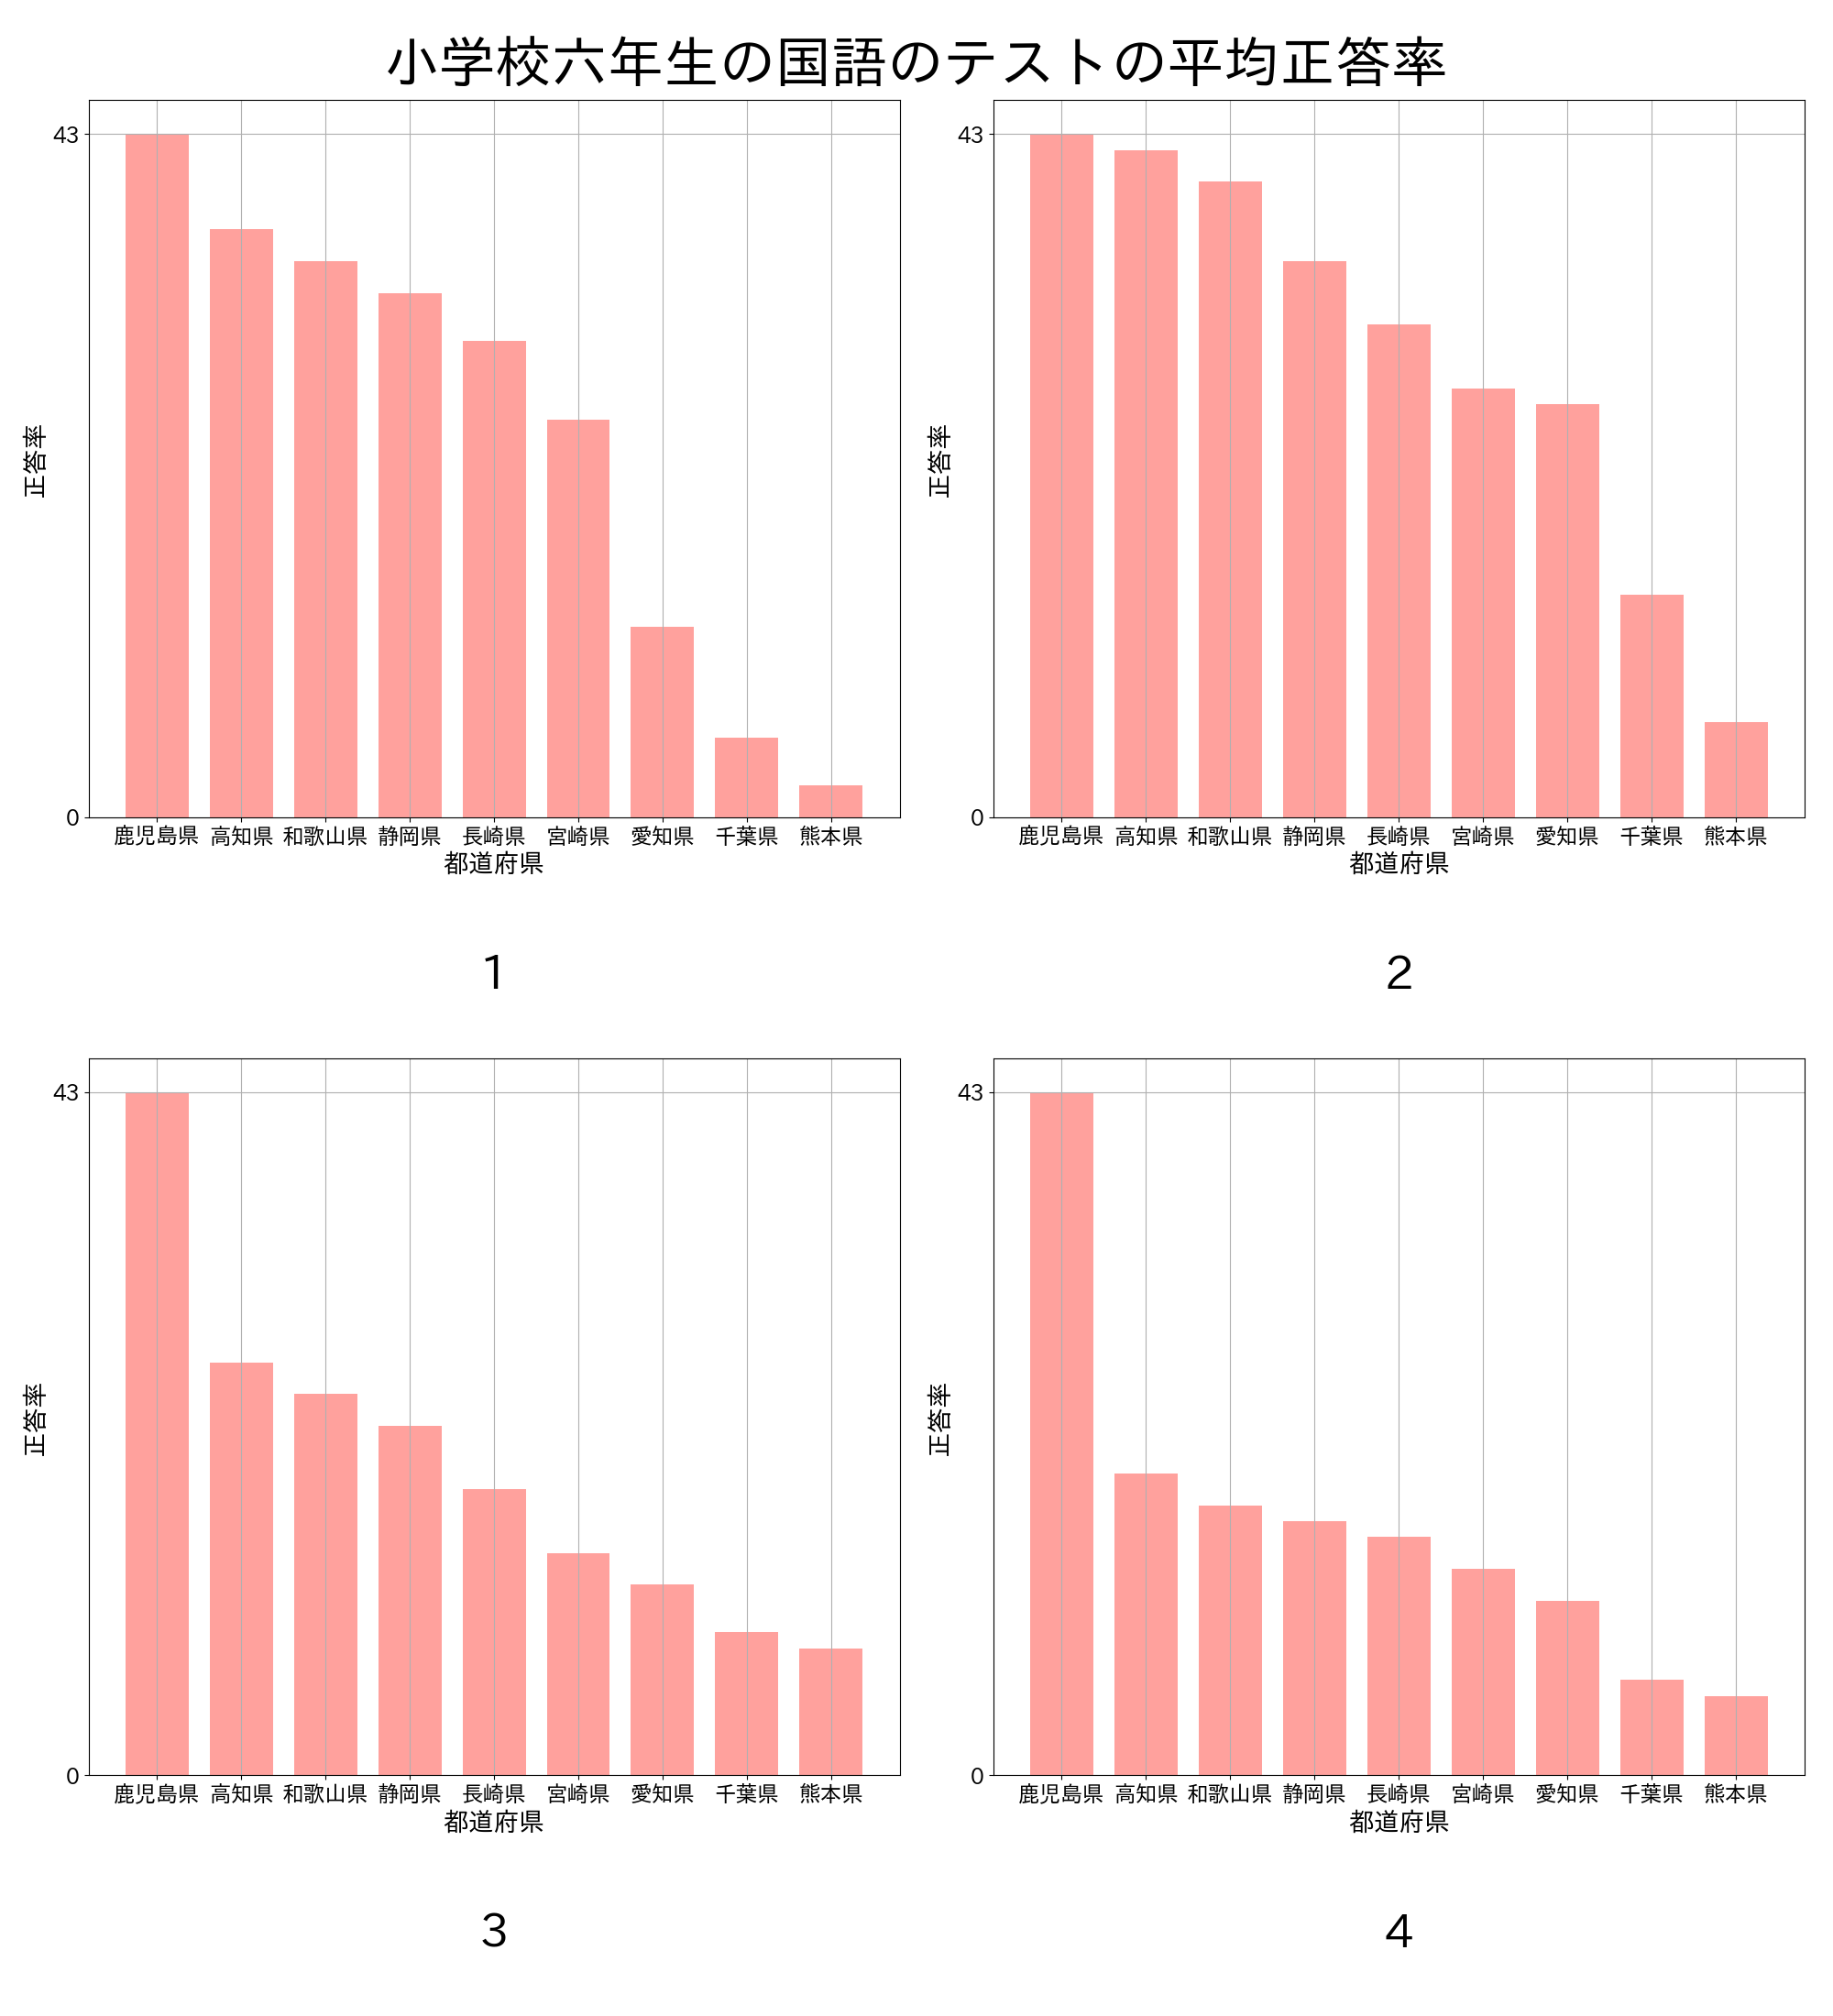 小学校六年生の国語のテストの平均正答率
43
0
正答率
鹿児島県 高知県 和歌山県 静岡県 長崎県 宮崎県 愛知県 千葉県 熊本県
都道府県
1
43
0
正答率
鹿児島県 高知県 和歌山県 静岡県 長崎県 宮崎県 愛知県 千葉県 熊本県
都道府県
2
43
0
正答率
鹿児島県 高知県 和歌山県 静岡県 長崎県 宮崎県 愛知県 千葉県 熊本県
都道府県
3
43
0
正答率
鹿児島県 高知県 和歌山県 静岡県 長崎県 宮崎県 愛知県 千葉県 熊本県
都道府県
4